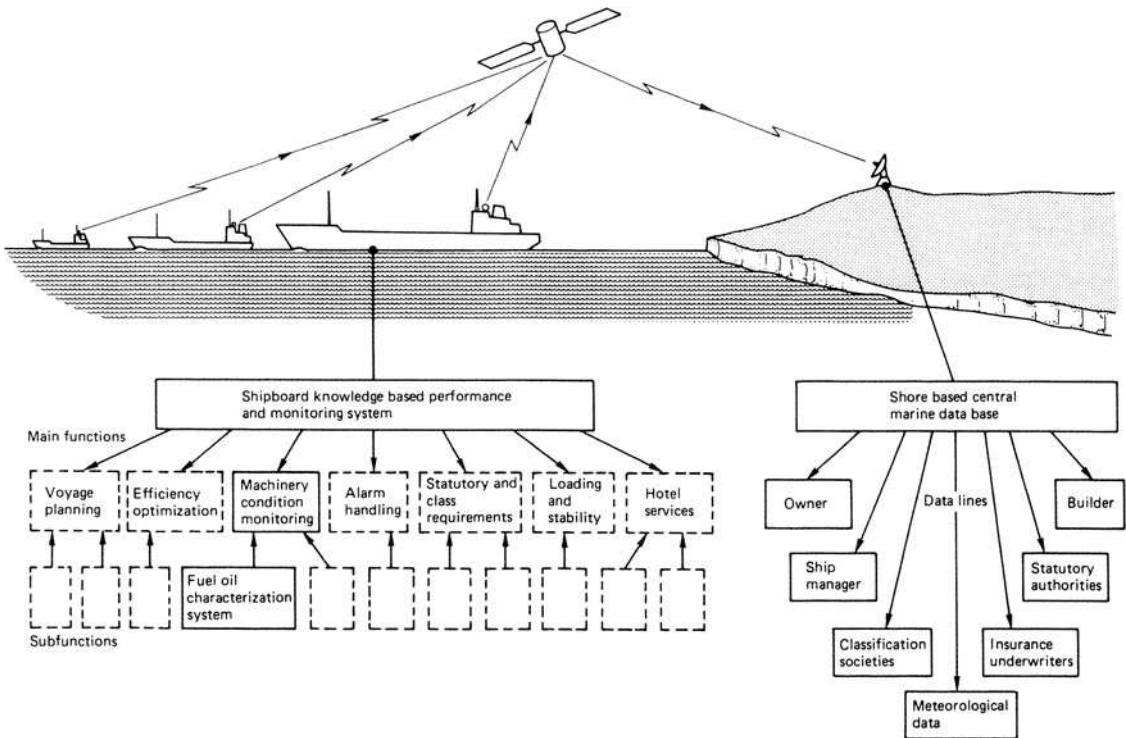 Shipboard knowledge based performance
and monitoring system
Shore based central
marine data base
Main functions
Voyage
planning
Efficiency
optimization
Machinery
condition
monitoring
Alarm
handling
Statutory and
class
requirements
Loading
and
stability
Hotel
services
Fuel oil
characterization
system
Subfunctions
Owner
Data lines
Builder
Ship
manager
Statutory
authorities
Classification
societies
Insurance
underwriters
Meteorological
data